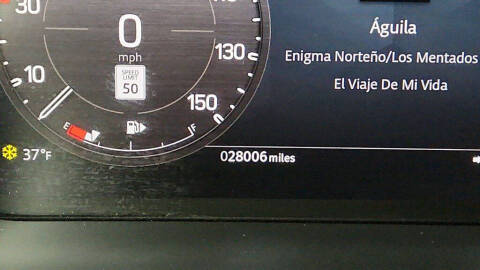 30
0
mph
130
10
SPEED
LIMIT
50
150
E
F
37°F
028006 miles
Águila
Enigma Norteño/Los Mentados
El Viaje De Mi Vida